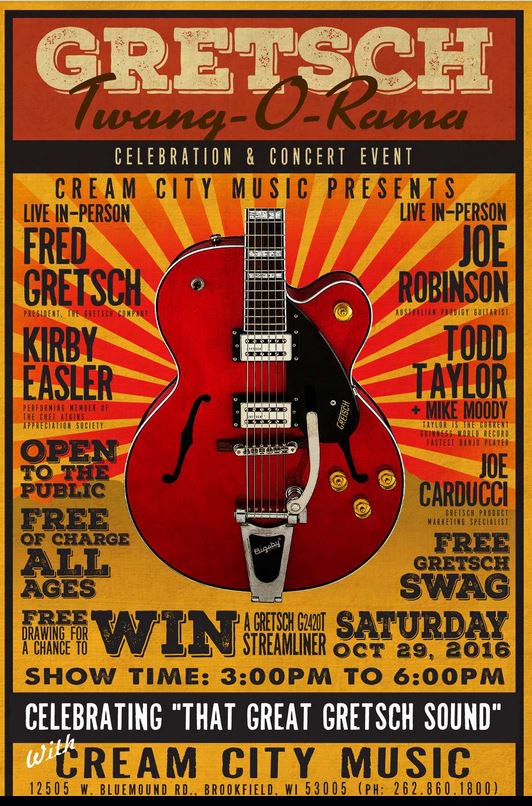 GRETSCH
Twang-O-Rama
CELEBRATION & CONCERT EVENT
CREAM CITY MUSIC PRESENTS
LIVE IN-PERSON
FRED
GRETSCH
PRESIDENT, THE GRETSCH COMPANY
KIRBY
EASLER
PERFORMING MEMBER OF
THE CHET ATKINS
APPRECIATION SOCIETY
OPEN
TO THE
PUBLIC
FREE
OF CHARGE
ALL
AGES
LIVE IN-PERSON
JOE
ROBINSON
AUSTRALIAN PRODIGY GUITARIST
TODD
TAYLOR
+ MIKE MOODY
TAYLOR IS THE CURRENT
GUINNESS WORLD RECORD
FASTEST BANJO PLAYER
JOE
CARDUCCI
GRETSCH PRODUCT
MARKETING SPECIALIST
FREE
GRETSCH
SWAG
GRETSCH
Bigsby
FREE
DRAWING FOR
A CHANCE TO
WIN
A GRETSCH G2420T
STREAMLINER
SATURDAY
OCT 29, 2016
SHOW TIME: 3:00PM TO 6:00PM
CELEBRATING "THAT GREAT GRETSCH SOUND"
With
CREAM CITY MUSIC
12505 W. BLUEMOUND RD., BROOKFIELD, WI 53005 (PH: 262.860.1800)